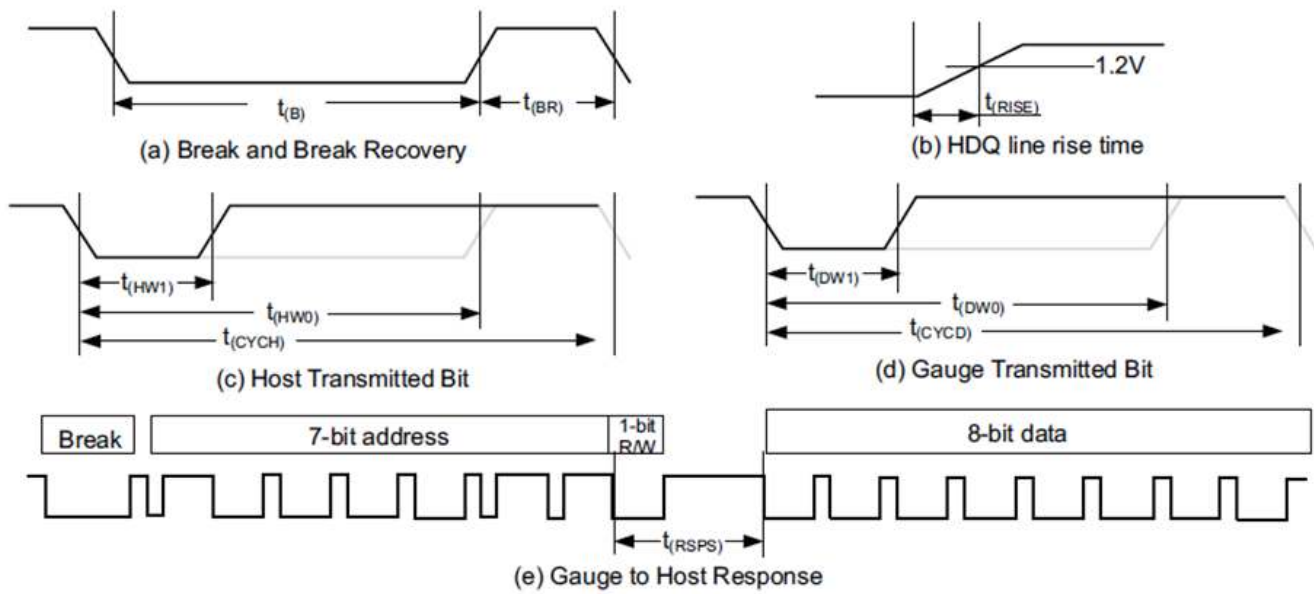 t(B)
t(BR)
(a) Break and Break Recovery
1.2V
t(RISE)
(b) HDQ line rise time
t(HW1)
t(HW0)
t(CYCH)
(c) Host Transmitted Bit
t(DW1)
t(DW0)
t(CYCD)
(d) Gauge Transmitted Bit
Break
7-bit address
1-bit
R/W
8-bit data
t(RSPS)
(e) Gauge to Host Response